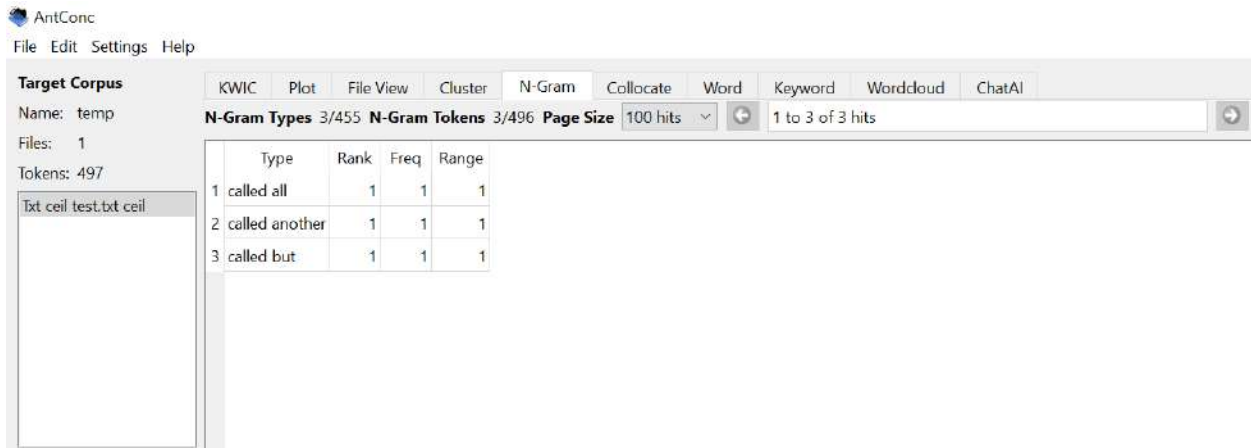 AntConc
File Edit Settings Help
Target Corpus
Name: temp
Files: 1
Tokens: 497
Txt ceil test.txt ceil
KWIC Plot File View Cluster N-Gram Collocate Word Keyword Wordcloud ChatAI
N-Gram Types 3/455 N-Gram Tokens 3/496 Page Size 100 hits 1 to 3 of 3 hits
Type Rank Freq Range
1 called all 1 1 1
2 called another 1 1 1
3 called but 1 1 1